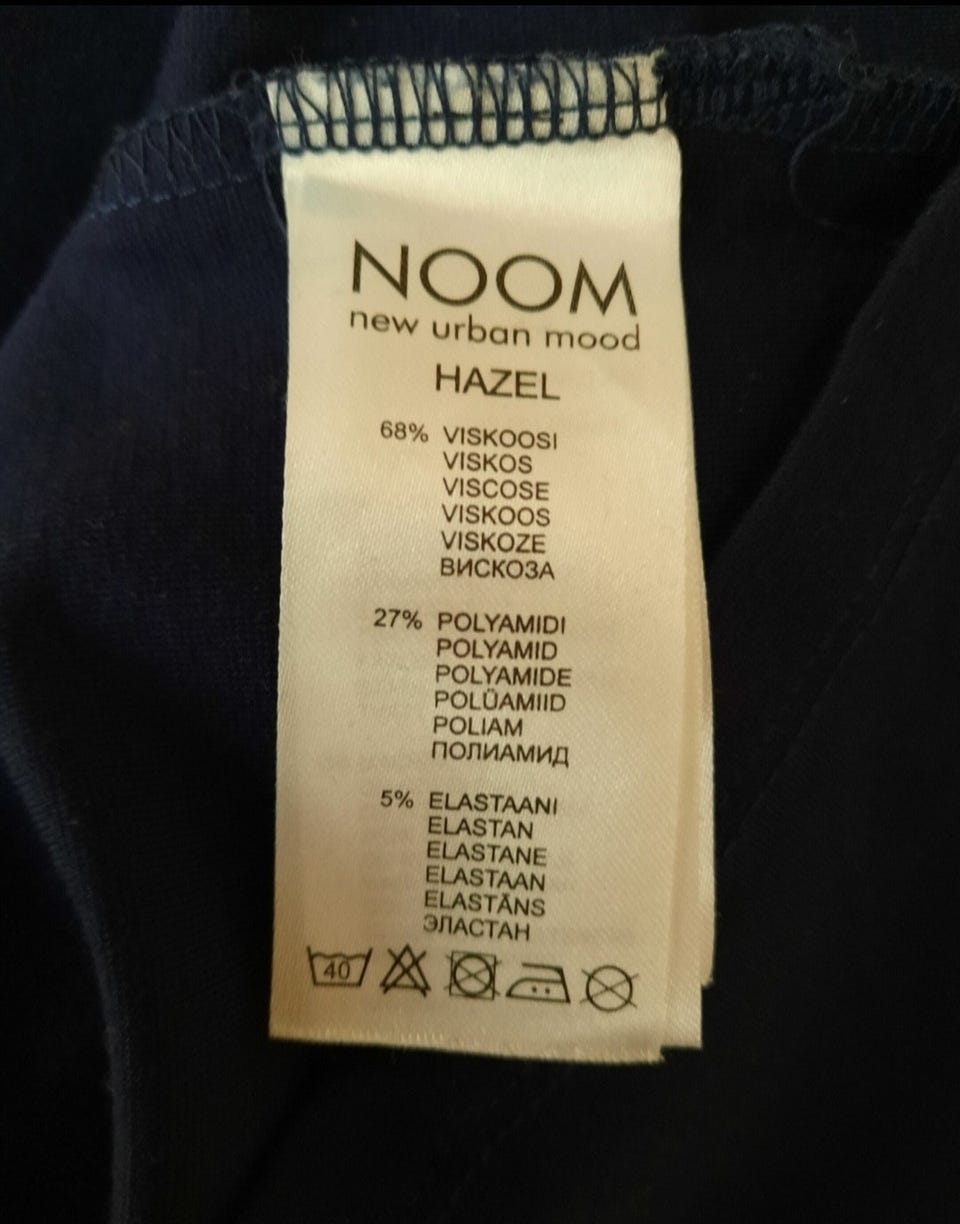 NOOM
new urban mood
HAZEL
68% VISKOOSI
VISKOS
VISCOSE
VISKOOS
VISKOZE
ВИСКОЗА
27% POLYAMIDI
POLYAMID
POLYAMIDE
POLÜAMIID
POLIAM
ПОЛИАМИД
5% ELASTAANI
ELASTAN
ELASTANE
ELASTAAN
ELASTĀNS
ЭЛАСТАН
40